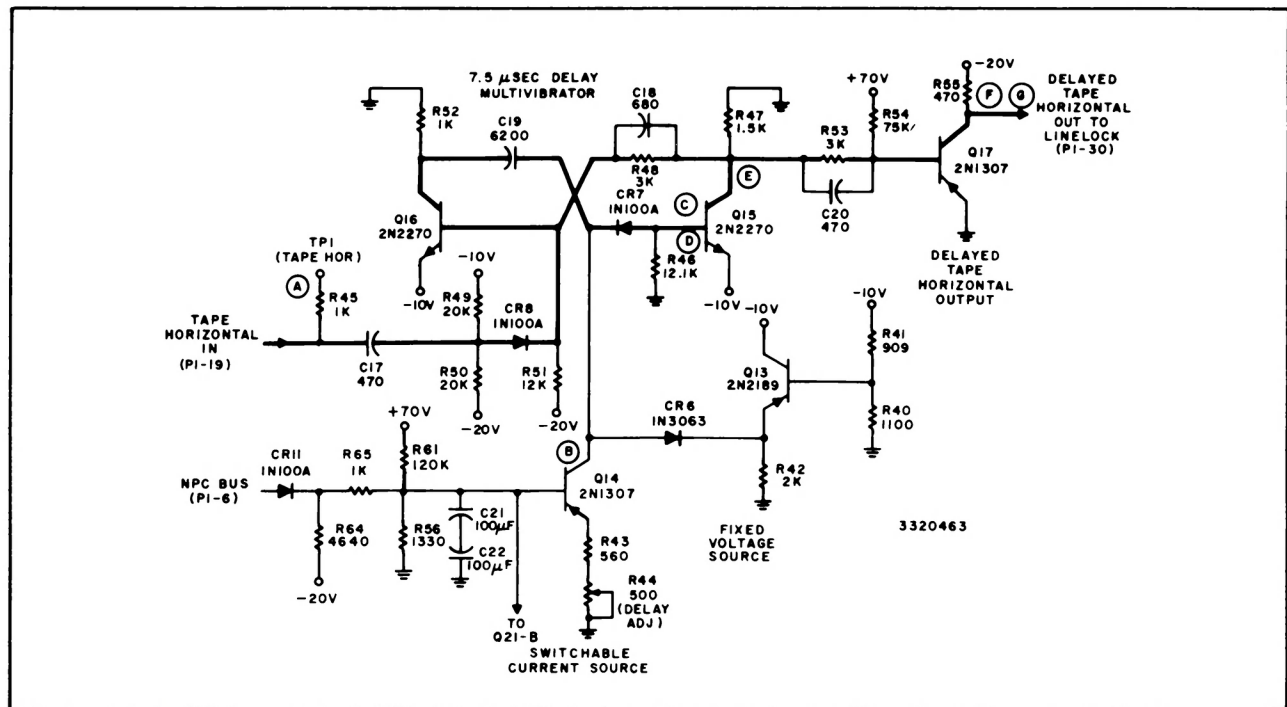 7.5 µSEC DELAY
MULTIVIBRATOR
R52
1K
C19
6200
C18
680
R48
3K
R47
1.5K
+70V
R54
75K
R53
3K
C20
470
-20V
R55
470
F
G
DELAYED
TAPE
HORIZONTAL
OUT TO
LINELOCK
(P1-30)
Q17
2N1307
DELAYED
TAPE
HORIZONTAL
OUTPUT
E
C
D
CR7
1N100A
Q15
2N2270
R46
12.1K
-10V
Q16
2N2270
-10V
TP1
(TAPE HOR)
A
R45
1K
TAPE
HORIZONTAL
IN
(P1-19)
C17
470
-10V
R49
20K
CR8
1N100A
R50
20K
-20V
R51
12K
-20V
-10V
Q13
2N2189
-10V
R41
909
R40
1100
CR6
1N3063
R42
2K
FIXED
VOLTAGE
SOURCE
3320463
+70V
R61
120K
CR11
1N100A
R65
1K
NPC BUS
(P1-6)
R64
4640
-20V
R56
1330
C21
100µF
C22
100µF
B
Q14
2N1307
R43
560
R44
500
(DELAY
ADJ)
TO
Q21-B
SWITCHABLE
CURRENT SOURCE